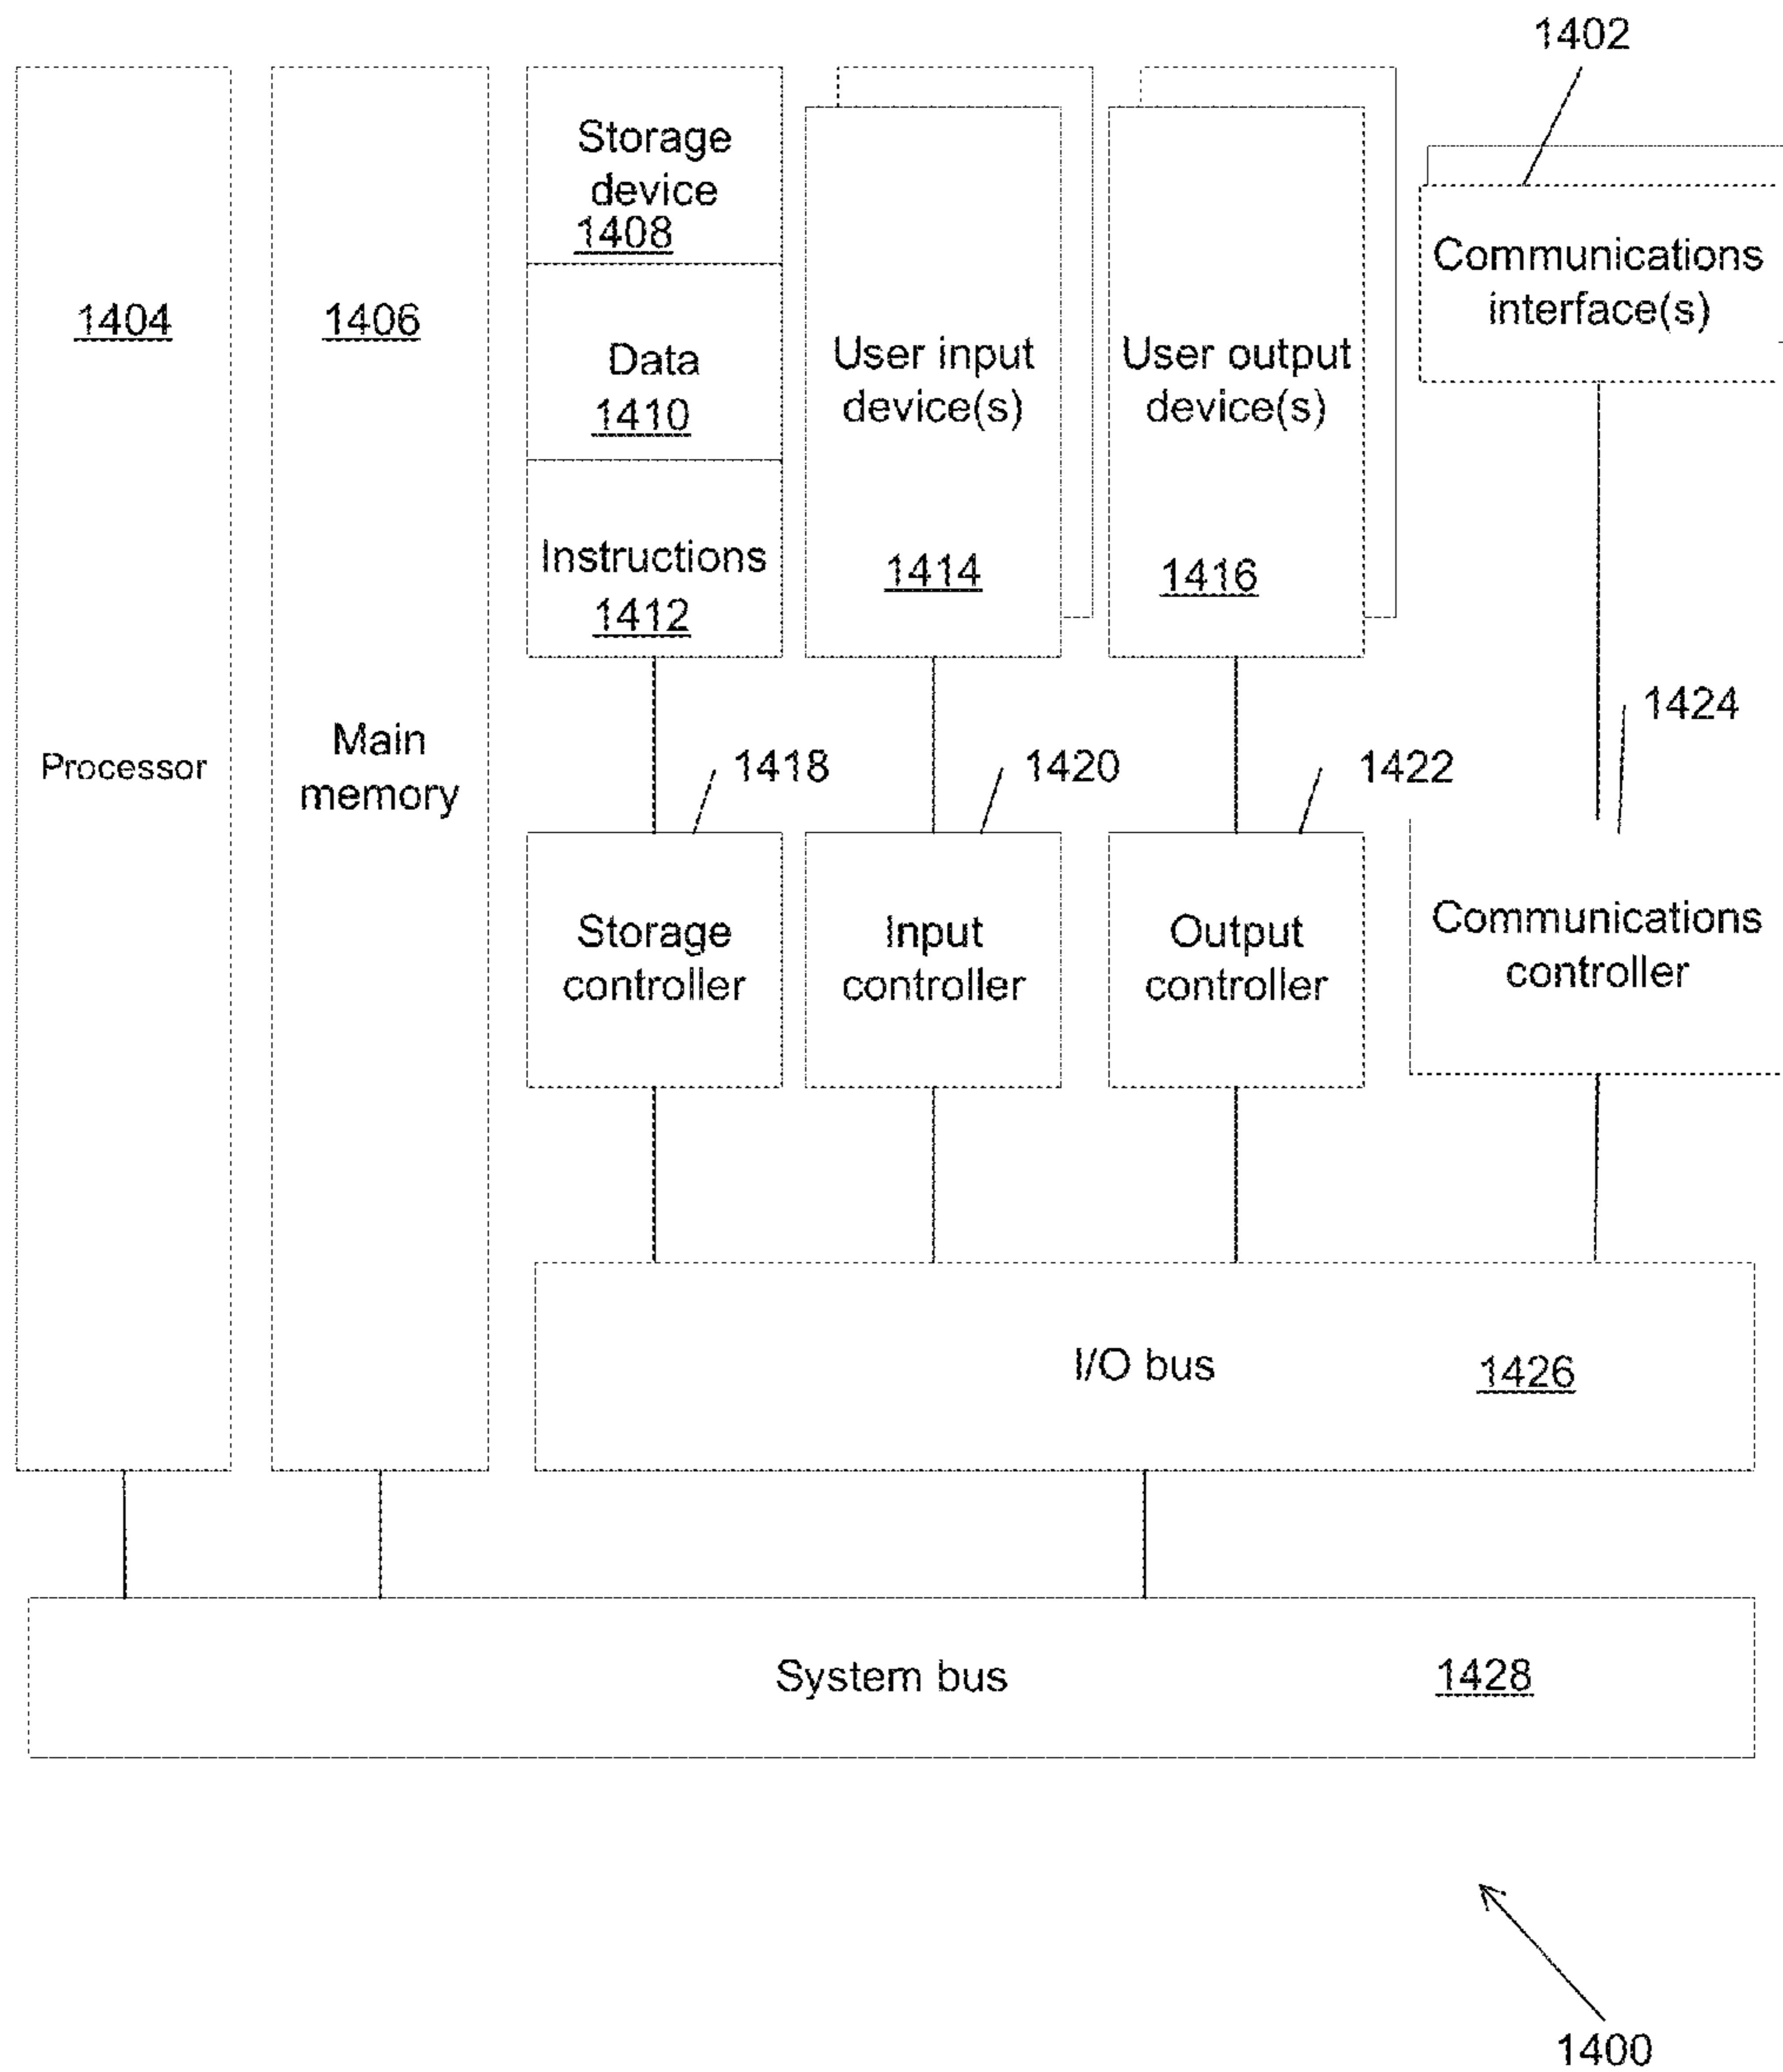 1402
Storage
device
1408
Communications
interface(s)
1404
1406
Data
1410
User input
device(s)
User output
device(s)
Instructions
1412
1414
1416
1424
Processor
Main
memory
1418
1420
1422
Storage
controller
Input
controller
Output
controller
Communications
controller
I/O bus
1426
System bus
1428
1400